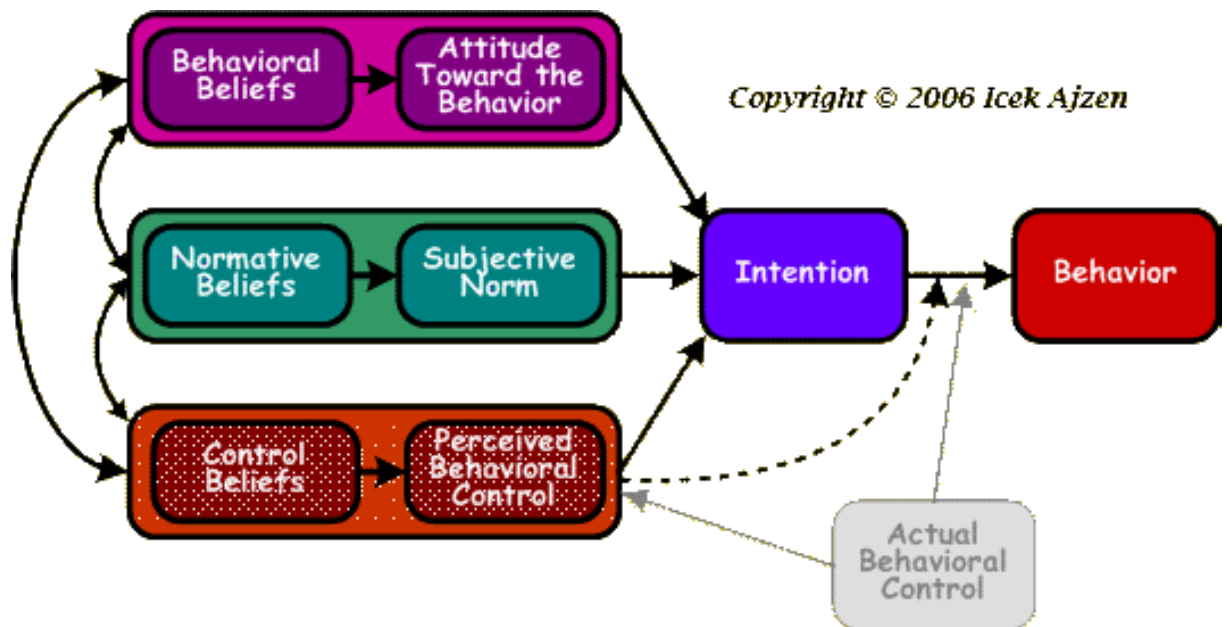 Behavioral
Beliefs
Attitude
Toward the
Behavior
Copyright © 2006 Icek Ajzen
Normative
Beliefs
Subjective
Norm
Intention
Behavior
Control
Beliefs
Perceived
Behavioral
Control
Actual
Behavioral
Control